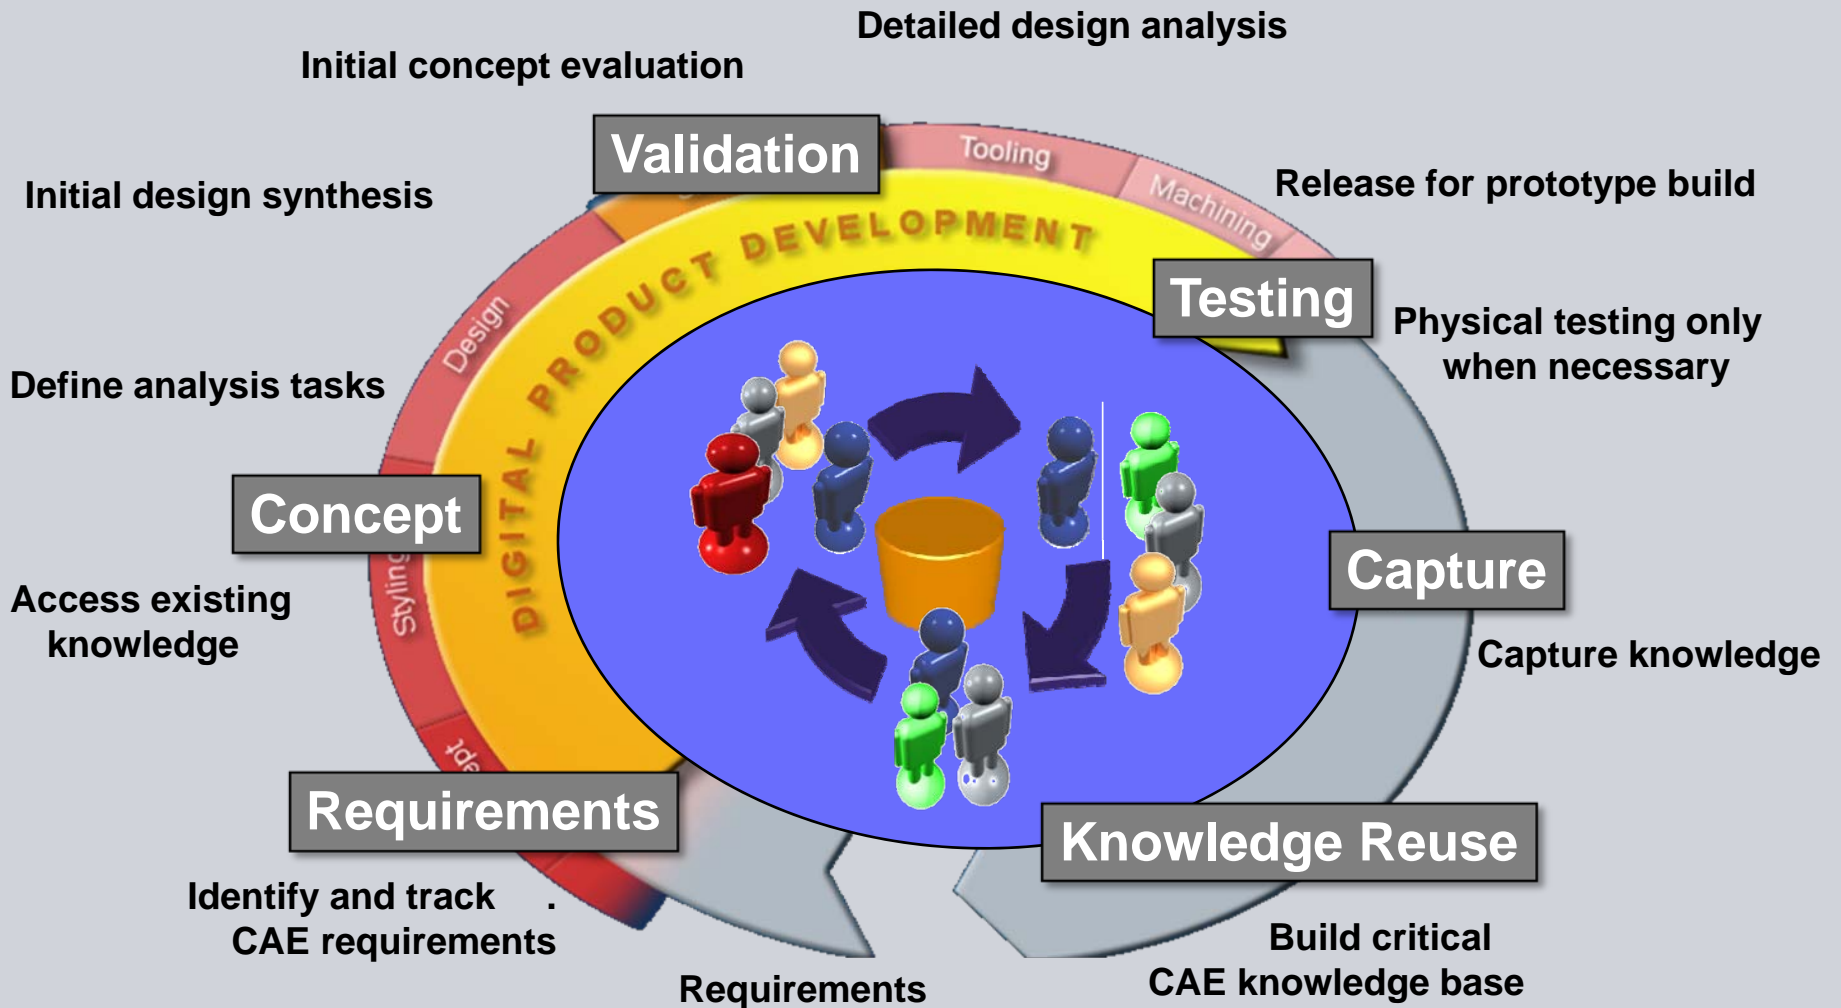 Detailed design analysis
Initial concept evaluation
Validation
Tooling
Machining
Initial design synthesis
Release for prototype build
DIGITAL PRODUCT DEVELOPMENT
Testing
Design
Physical testing only
when necessary
Define analysis tasks
Concept
Styling
Capture
Access existing
knowledge
Capture knowledge
Requirements
Knowledge Reuse
Identify and track .
CAE requirements
Build critical
CAE knowledge base
Requirements